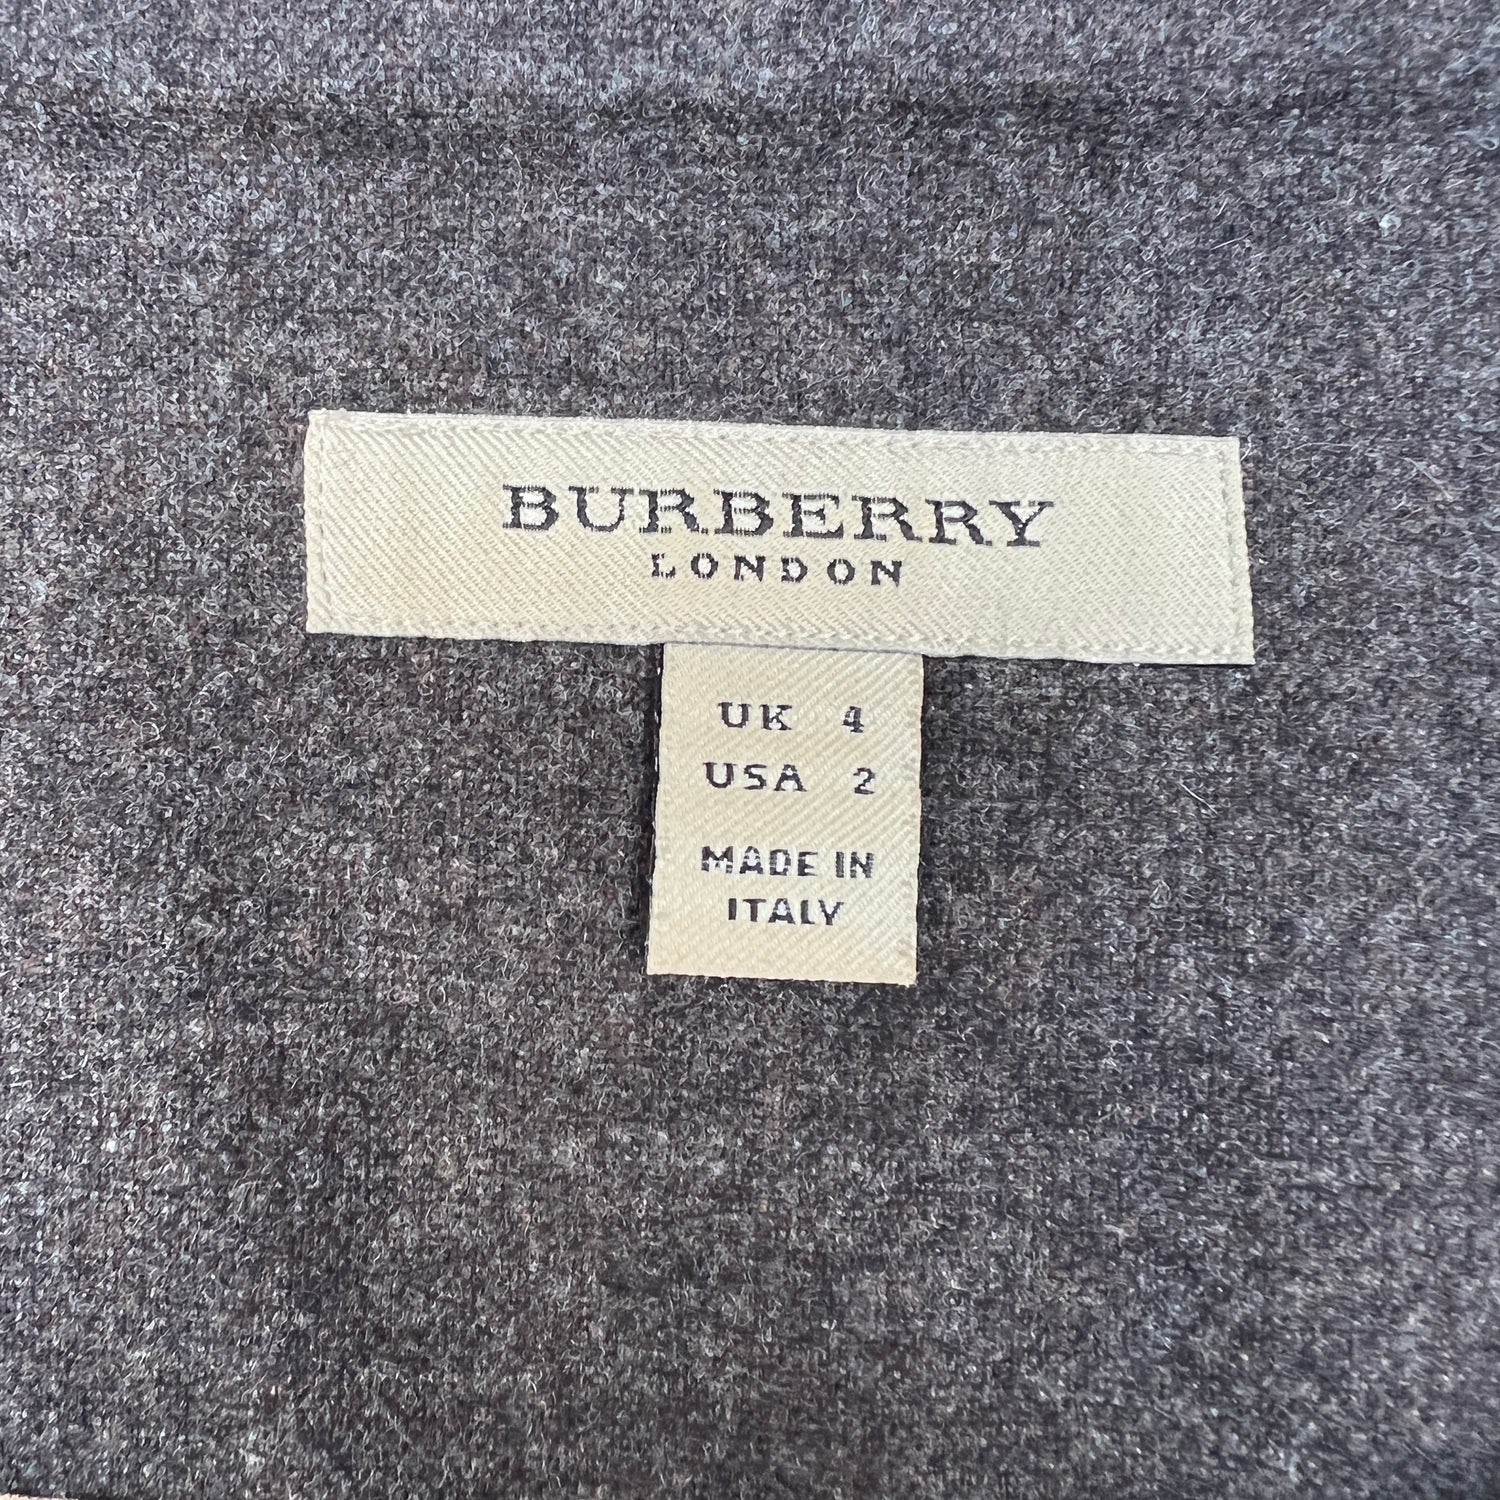 BURBERRY
LONDON
UK 4
USA 2
MADE IN
ITALY